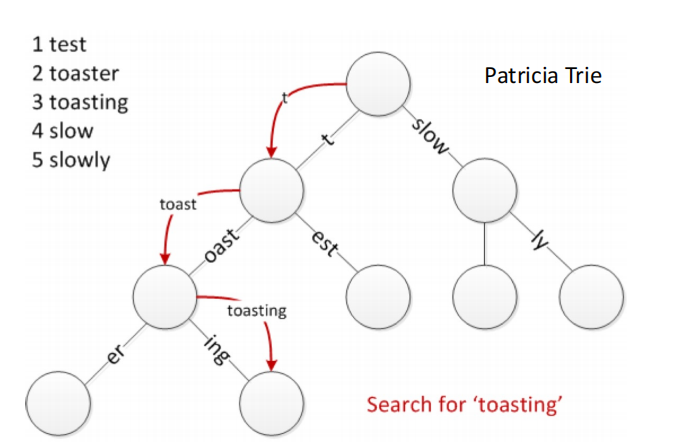 1 test
2 toaster
3 toasting
4 slow
5 slowly
Patricia Trie
t
t
slow
toast
oast
est
ly
toasting
er
ing
Search for ‘toasting’